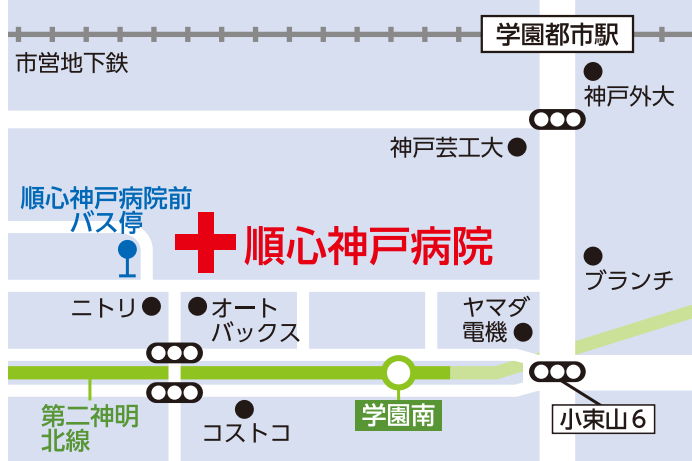 学園都市駅
市営地下鉄
神戸外大
神戸芸工大
順心神戸病院前
バス停
順心神戸病院
ブランチ
ニトリ
オート
バックス
ヤマダ
電機
学園南
第二神明
北線
コストコ
小束山6